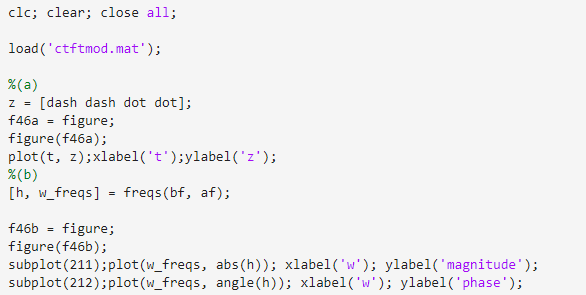 clc; clear; close all;
load('ctftmod.mat');
%(a)
z = [dash dash dot dot];
f46a = figure;
figure(f46a);
plot(t, z);xlabel('t');ylabel('z');
%(b)
[h, w_freqs] = freqs(bf, af);
f46b = figure;
figure(f46b);
subplot(211);plot(w_freqs, abs(h)); xlabel('w'); ylabel('magnitude');
subplot(212);plot(w_freqs, angle(h)); xlabel('w'); ylabel('phase');